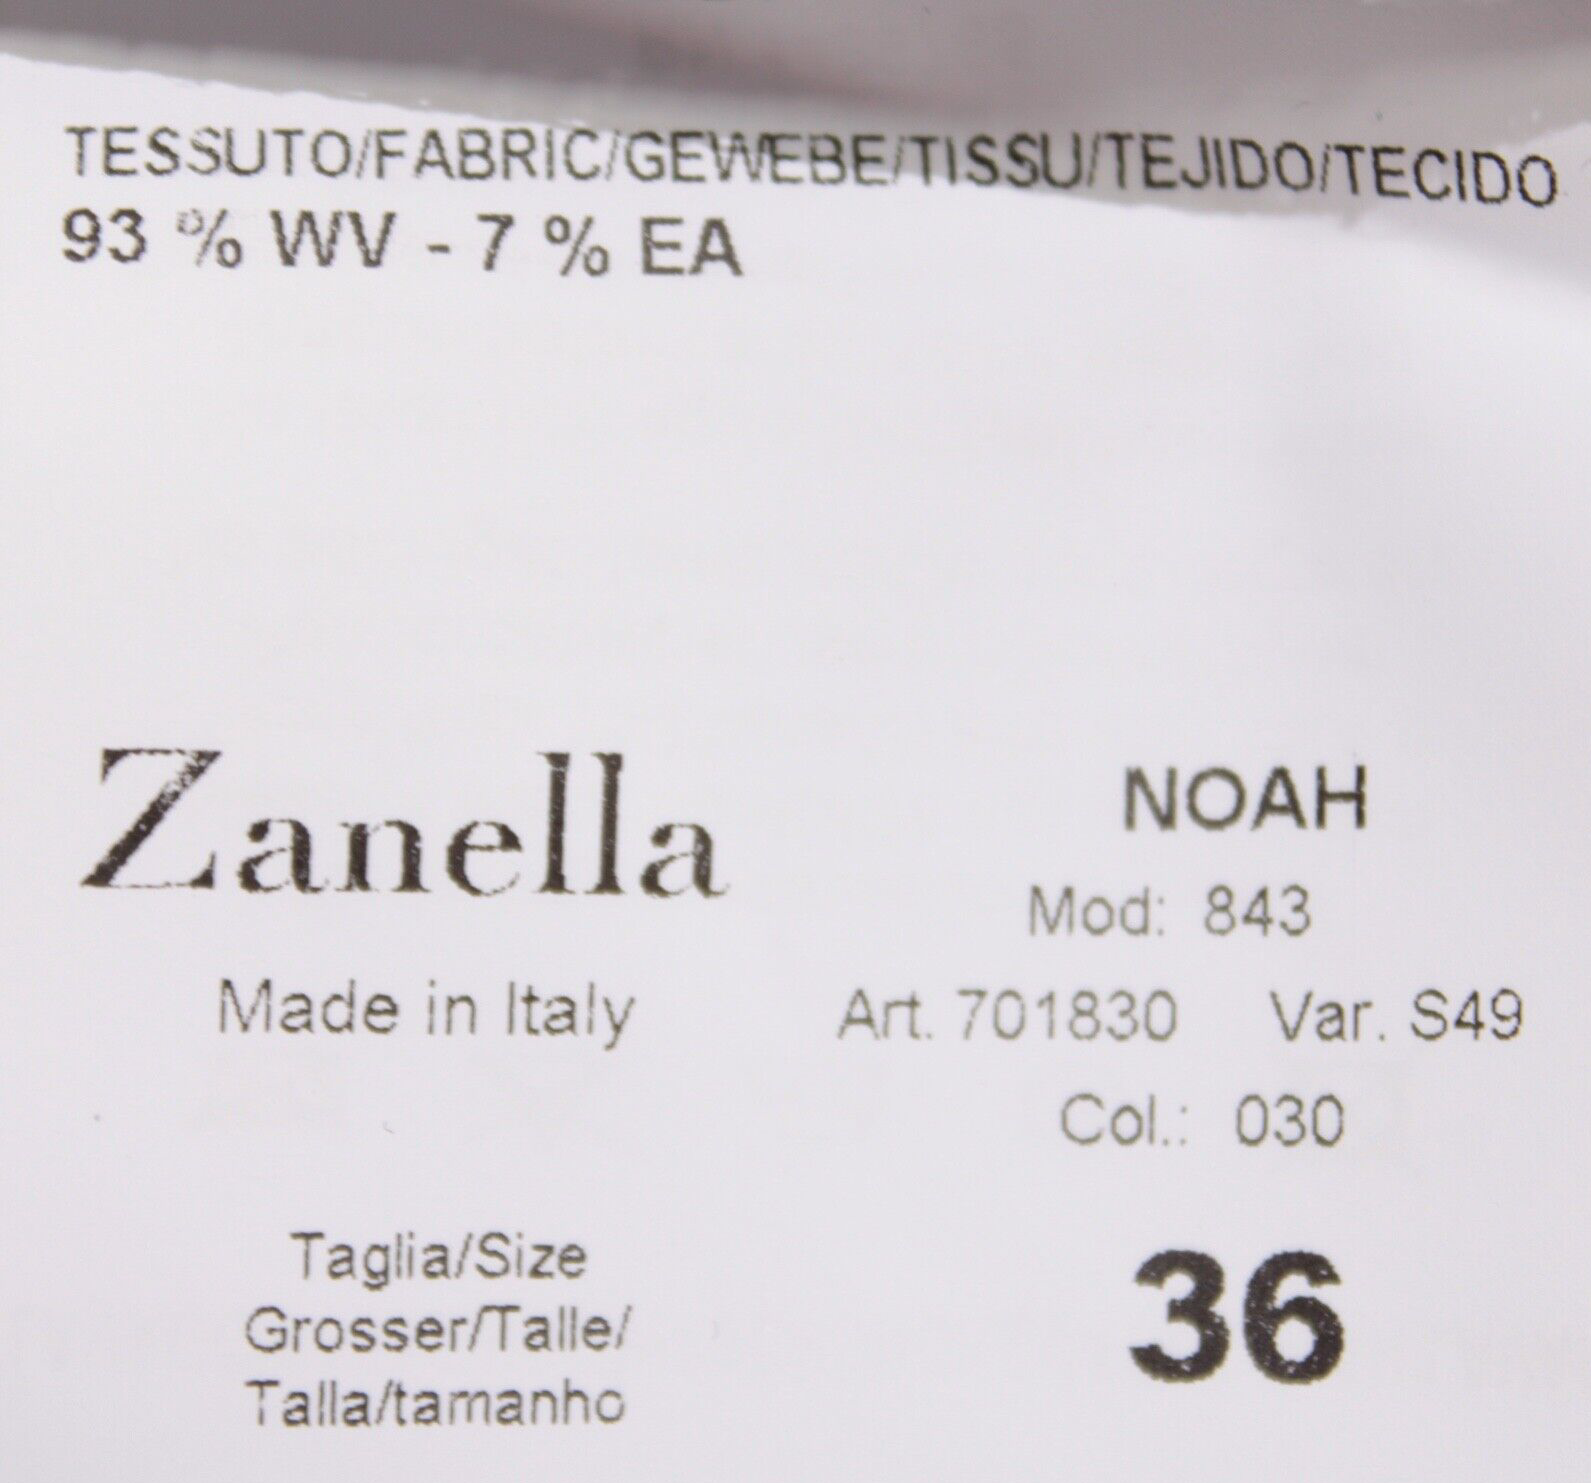 TESSUTO/FABRIC/GEWEBE/TISSU/TEJIDO/TECIDO
93 % WV - 7 % EA
Zanella
Made in Italy
NOAH
Mod: 843
Art. 701830 Var. S49
Col.: 030
Taglia/Size
Grosser/Talle/
Talla/tamanho
36